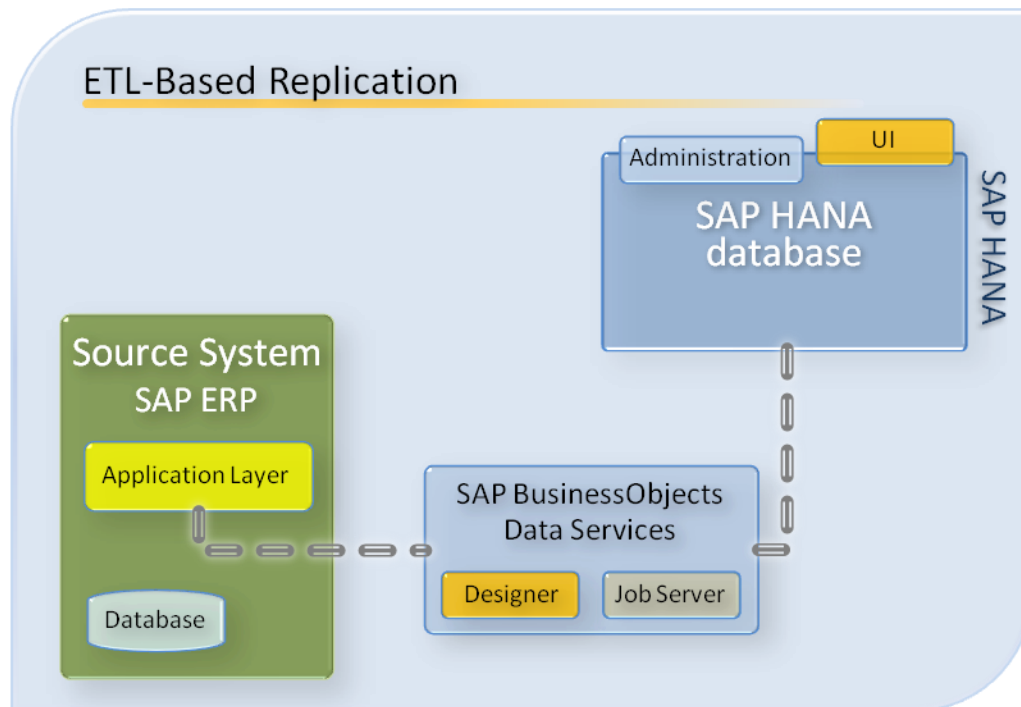 ETL-Based Replication
UI
Administration
SAP HANA
database
SAP HANA
Source System
SAP ERP
Application Layer
Database
SAP BusinessObjects
Data Services
Designer
Job Server